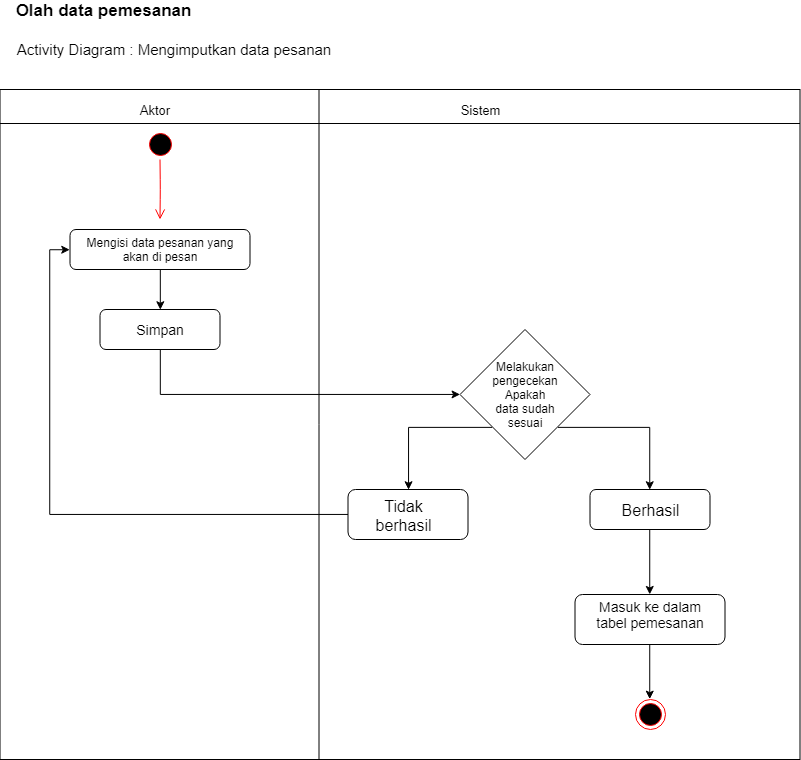 Olah data pemesanan
Activity Diagram : Mengimputkan data pesanan
Aktor
Sistem
Mengisi data pesanan yang
akan di pesan
Simpan
Melakukan
pengecekan
Apakah
data sudah
sesuai
Tidak
berhasil
Berhasil
Masuk ke dalam
tabel pemesanan